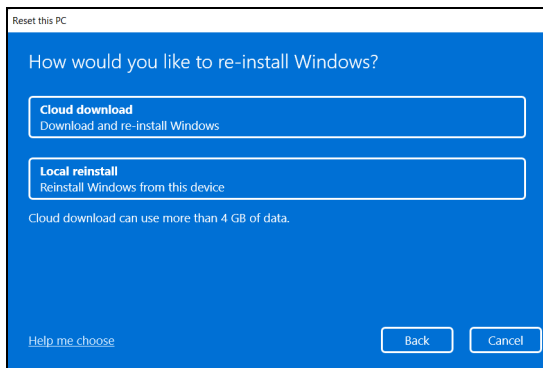 Reset this PC
How would you like to re-install Windows?
Cloud download
Download and re-install Windows
Local reinstall
Reinstall Windows from this device
Cloud download can use more than 4 GB of data.
Help me choose
Back
Cancel